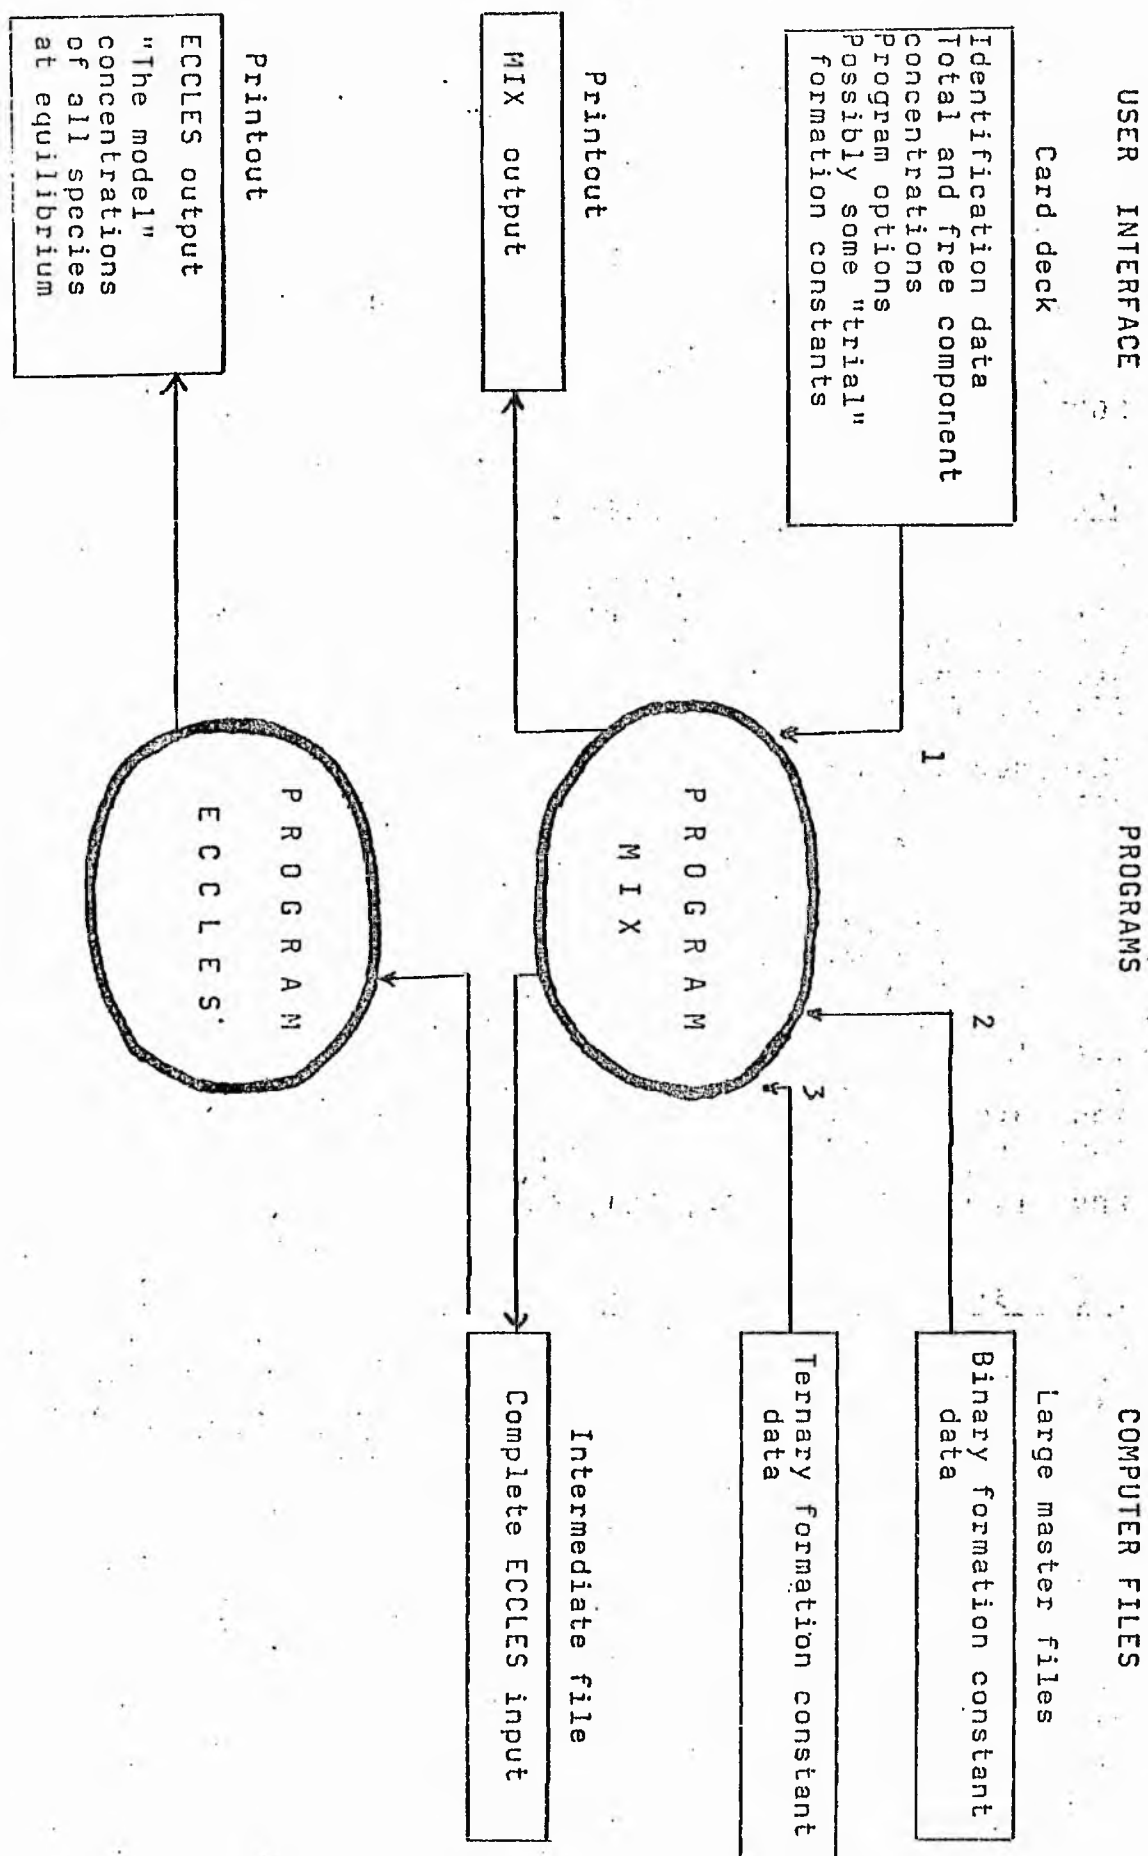 USER INTERFACE
PROGRAMS
COMPUTER FILES
Card deck
Identification data
Total and free component
concentrations
Program options
Possibly some "trial"
formation constants
1
2
3
Large master files
Binary formation constant
data
Ternary formation constant
data
PROGRAM
MIX
Printout
MIX output
Intermediate file
Complete ECCLES input
PROGRAM
ECCLES
Printout
ECCLES output
"The model"
concentrations
of all species
at equilibrium